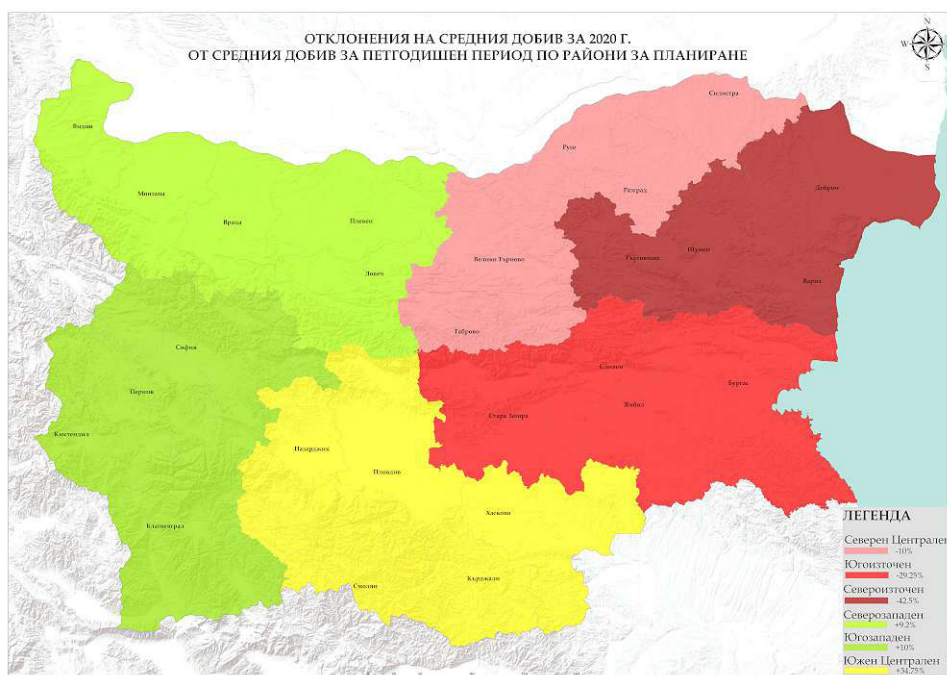 ОТКЛОНЕНИЯ НА СРЕДНИЯ ДОБИВ ЗА 2020 Г.
ОТ СРЕДНИЯ ДОБИВ ЗА ПЕТГОДИШЕН ПЕРИОД ПО РАЙОНИ ЗА ПЛАНИРАНЕ
N
W
S
Силистра
Видин
Русе
Разград
Добрич
Монтана
Враца
Плевен
Шумен
Велико Търново
Търговище
Ловеч
Варна
Габрово
София
Сливен
Бургас
Перник
Ямбол
Стара Загора
Кюстендил
Пазарджик
Пловдив
Хасково
Благоевград
Кърджали
Смолян
ЛЕГЕНДА
Северен Централен
-10%
Югоизточен
-29.25%
Североизточен
-42.5%
Северозападен
+9.2%
Югозападен
+10%
Южен Централен
+34.75%